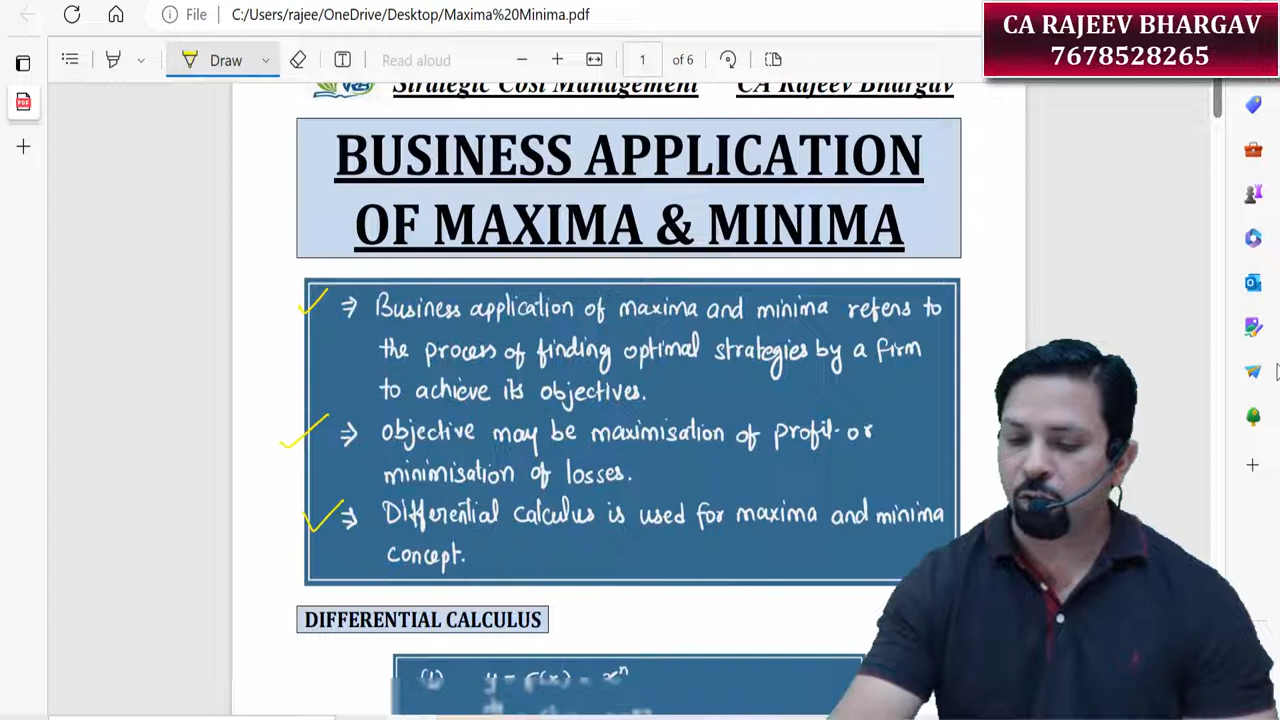 File C:/Users/rajee/OneDrive/Desktop/Maxima%20Minima.pdf
CA RAJEEV BHARGAV
7678528265
Draw
Read aloud
1 of 6
Strategic Cost Management CA Rajeev Bhargav
BUSINESS APPLICATION
OF MAXIMA & MINIMA
⇒ Business application of maxima and minima refers to
the process of finding optimal strategies by a firm
to achieve its objectives.
⇒ objective may be maximisation of profit or
minimisation of losses.
⇒ Differential calculus is used for maxima and minima
concept.
DIFFERENTIAL CALCULUS
(1) y = f(x) = xⁿ